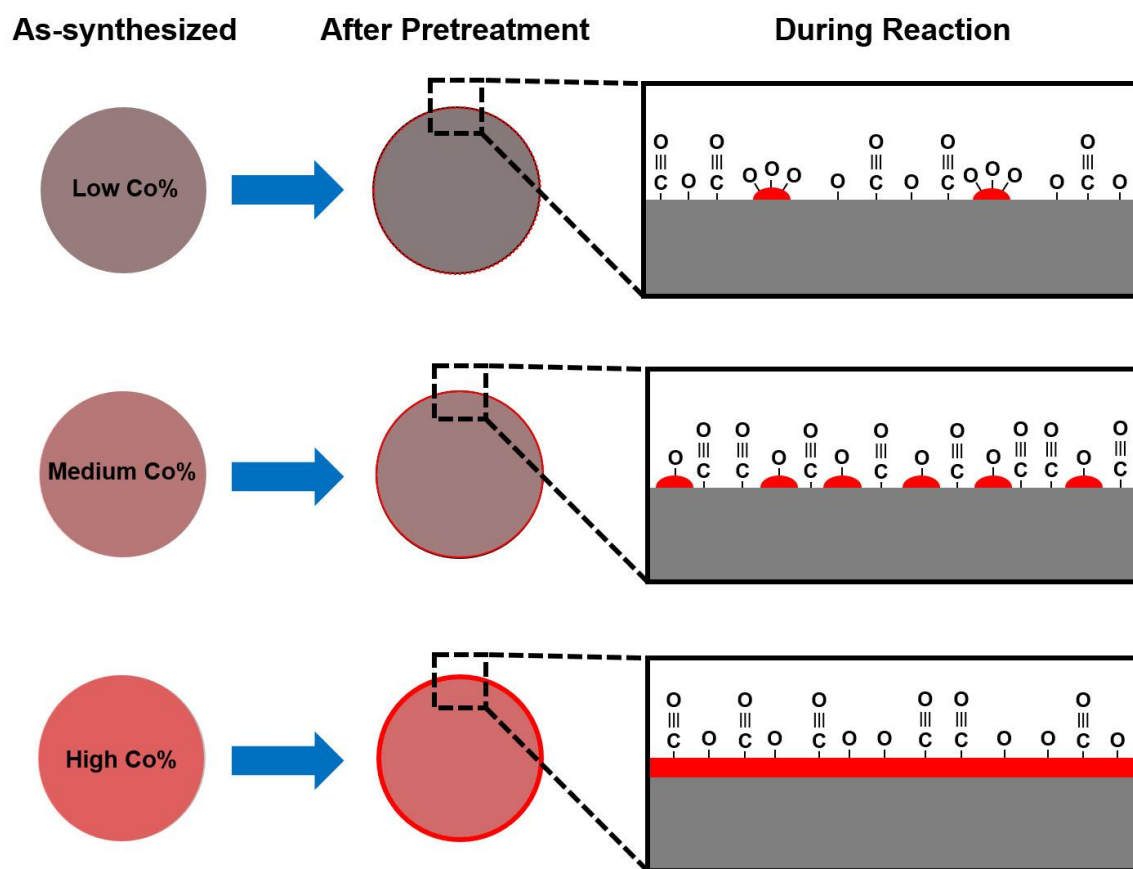 As-synthesized
After Pretreatment
During Reaction
Low Co%
O O O O O
O O
C O C O O O C O C O O O C O
Medium Co%
O O O O O O O O
O O O O O O
C C C C C C C C
High Co%
O O O O O O
C O C O C O O C C O O C O